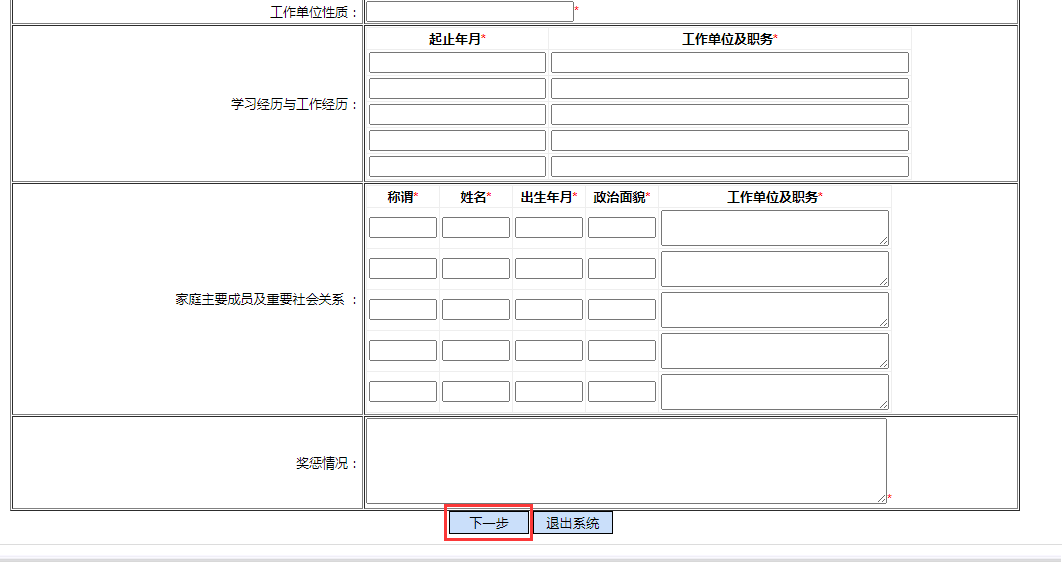 工作单位性质： *
起止年月* 工作单位及职务*
学习经历与工作经历：
称谓* 姓名* 出生年月* 政治面貌* 工作单位及职务*
家庭主要成员及重要社会关系 ：
奖惩情况： *
下一步 退出系统